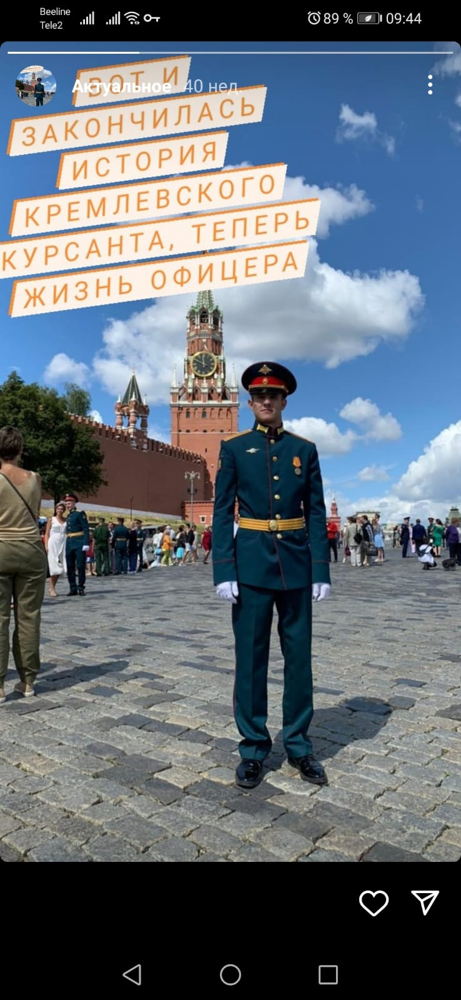 Beeline
Tele2
89 %
09:44
Актуальное 40 нед.
ВОТ И
ЗАКОНЧИЛАСЬ
ИСТОРИЯ
КРЕМЛЕВСКОГО
КУРСАНТА, ТЕПЕРЬ
ЖИЗНЬ ОФИЦЕРА